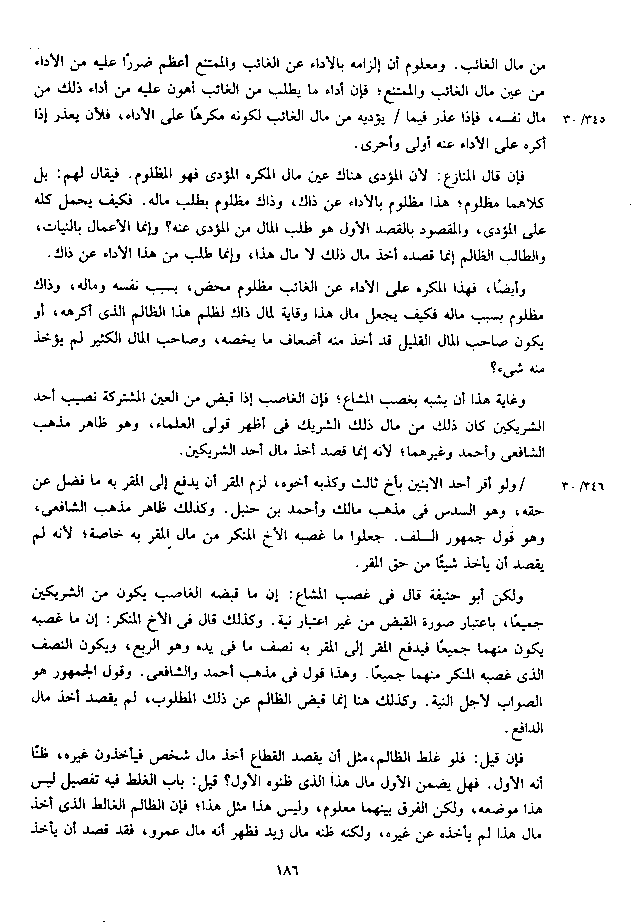 من مال الغائب. ومعلوم أن إلزامه بالأداء عن الغائب والممتنع أعظم ضررًا عليه من الأداء
من عين مال الغائب والممتنع؛ فإن أداء ما يطلب من الغائب أهون عليه من أداء ذلك من
٣٠/٣٤٥ مال نفسه، فإذا عذر فيما / يؤديه من مال الغائب لكونه مكرهًا على الأداء، فلأن يعذر إذا
أكره على الأداء عنه أولى وأحرى.
فإن قال المنازع: لأن المؤدى هناك عين مال المكره المؤدى فهو المظلوم. فيقال لهم: بل
كلاهما مظلوم؛ هذا مظلوم بالأداء عن ذاك، وذاك مظلوم بطلب ماله. فكيف يحمل كله
على المؤدى، والمقصود بالقصد الأول هو طلب المال من المؤدى عنه؟ وإنما الأعمال بالنيات،
والطالب الظالم إنما قصده أخذ مال ذلك لا مال هذا، وإنما طلب من هذا الأداء عن ذاك.
وأيضًا، فهذا المكره على الأداء عن الغائب مظلوم محض، بسبب نفسه وماله، وذاك
مظلوم بسبب ماله فكيف يجعل مال هذا وقاية لمال ذاك لظلم هذا الظالم الذى أكرهه، أو
يكون صاحب المال القليل قد أخذ منه أضعاف ما يخصه، وصاحب المال الكثير لم يؤخذ
منه شىء؟
وغاية هذا أن يشبه بغصب المشاع؛ فإن الغاصب إذا قبض من العين المشتركة نصيب أحد
الشريكين كان ذلك من مال ذلك الشريك فى أظهر قولى العلماء، وهو ظاهر مذهب
الشافعى وأحمد وغيرهما؛ لأنه إنما قصد أخذ مال أحد الشريكين.
٣٠/٣٤٦ /ولو أقر أحد الابنين بأخ ثالث وكذبه أخوه، لزم المقر أن يدفع إلى المقر به ما فضل عن
حقه، وهو السدس فى مذهب مالك وأحمد بن حنبل. وكذلك ظاهر مذهب الشافعى،
وهو قول جمهور السلف. جعلوا ما غصبه الأخ المنكر من مال المقر به خاصة؛ لأنه لم
يقصد أن يأخذ شيئًا من حق المقر.
ولكن أبو حنيفة قال فى غصب المشاع: إن ما قبضه الغاصب يكون من الشريكين
جميعًا، باعتبار صورة القبض من غير اعتبار نية. وكذلك قال فى الأخ المنكر: إن ما غصبه
يكون منهما جميعًا فيدفع المقر إلى المقر به نصف ما فى يده وهو الربع، ويكون النصف
الذى غصبه المنكر منهما جميعًا. وهذا قول فى مذهب أحمد والشافعى. وقول الجمهور هو
الصواب لأجل النية. وكذلك هنا إنما قبض الظالم عن ذلك المطلوب، لم يقصد أخذ مال
الدافع.
فإن قيل: فلو غلط الظالم، مثل أن يقصد القطاع أخذ مال شخص فيأخذون غيره، ظنًا
أنه الأول. فهل يضمن الأول مال هذا الذى ظنوه الأول؟ قيل: باب الغلط فيه تفصيل ليس
هذا موضعه، ولكن الفرق بينهما معلوم، وليس هذا مثل هذا؛ فإن الظالم الغالط الذى أخذ
مال هذا لم يأخذه عن غيره، ولكنه ظنه مال زيد فظهر أنه مال عمرو، فقد قصد أن يأخذ
١٨٦